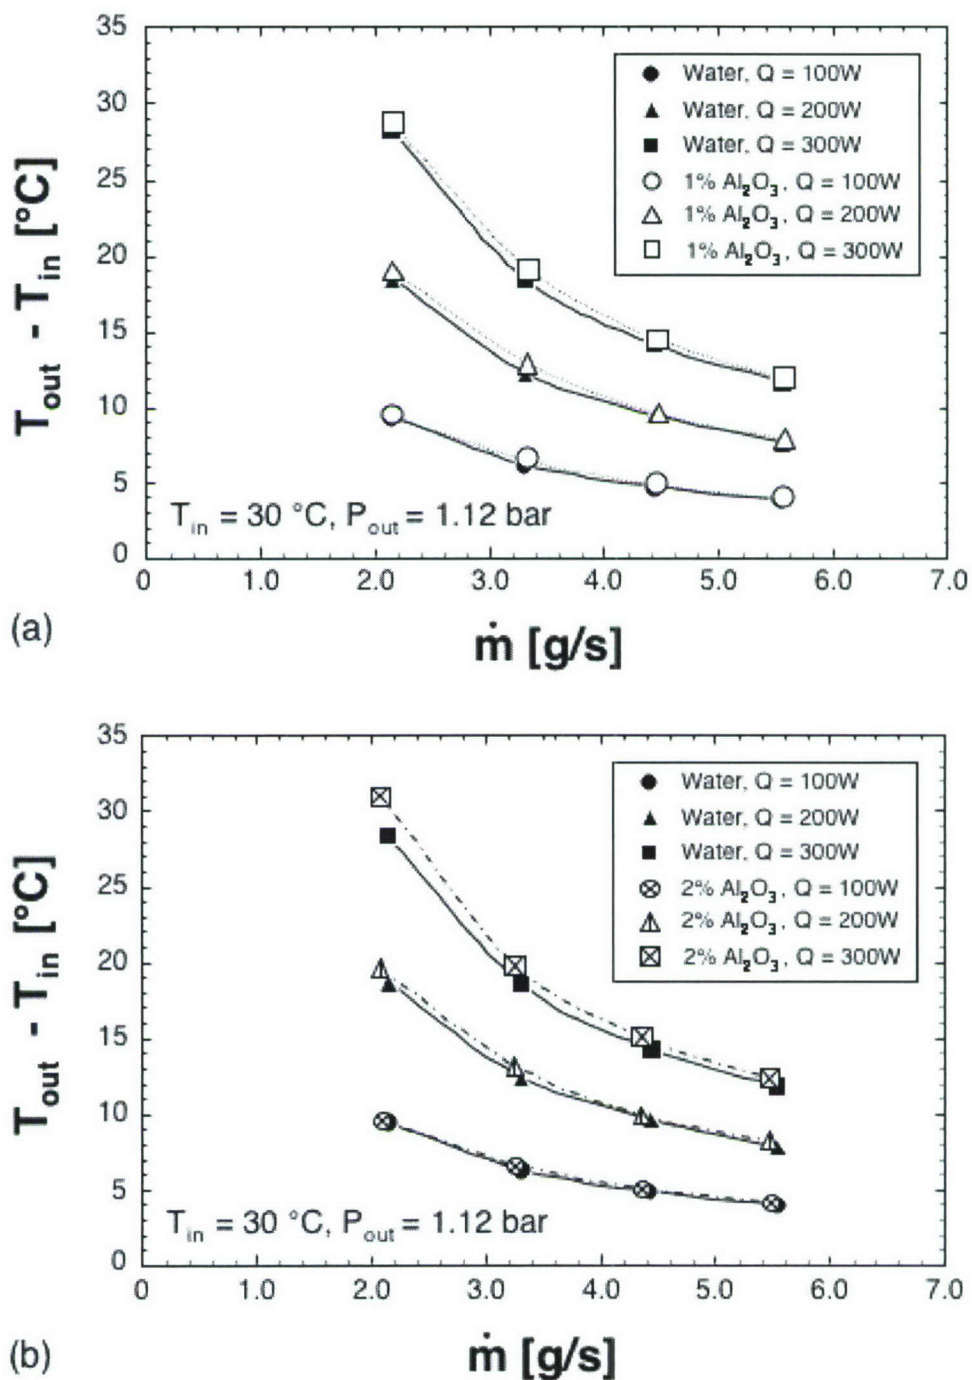 35
30
25
20
15
10
5
0
T_out - T_in [°C]
Water, Q = 100W
Water, Q = 200W
Water, Q = 300W
1% Al₂O₃, Q = 100W
1% Al₂O₃, Q = 200W
1% Al₂O₃, Q = 300W
T_in = 30 °C, P_out = 1.12 bar
0 1.0 2.0 3.0 4.0 5.0 6.0 7.0
(a)
ṁ [g/s]
35
30
25
20
15
10
5
0
T_out - T_in [°C]
Water, Q = 100W
Water, Q = 200W
Water, Q = 300W
2% Al₂O₃, Q = 100W
2% Al₂O₃, Q = 200W
2% Al₂O₃, Q = 300W
T_in = 30 °C, P_out = 1.12 bar
0 1.0 2.0 3.0 4.0 5.0 6.0 7.0
(b)
ṁ [g/s]